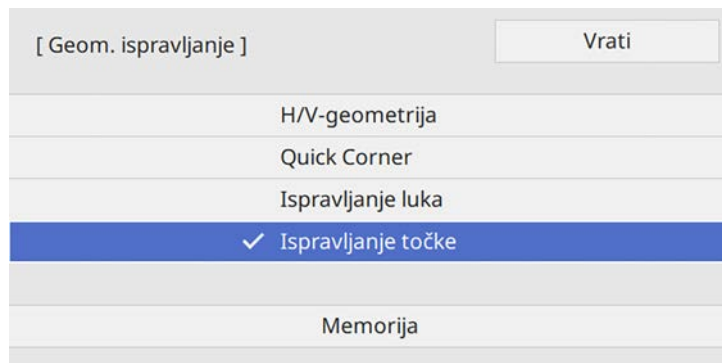 [ Geom. ispravljanje ]
Vrati
H/V-geometrija
Quick Corner
Ispravljanje luka
✓ Ispravljanje točke
Memorija